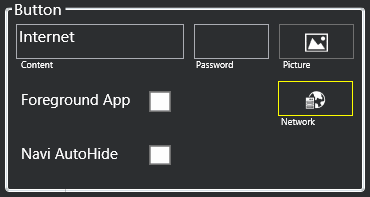 Button
Internet
Content Password Picture
Foreground App
Network
Navi AutoHide